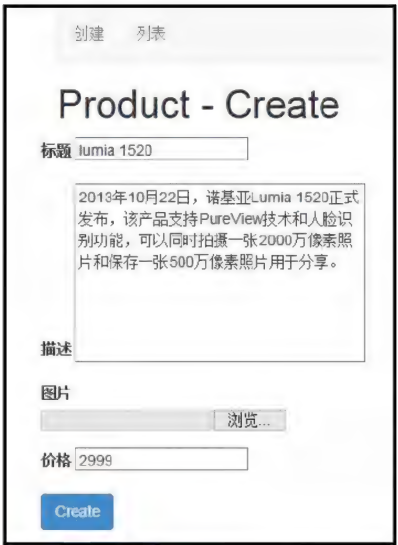 创建 列表
Product - Create
标题 lumia 1520
2013年10月22日，诺基亚Lumia 1520正式
发布，该产品支持PureView技术和人脸识
别功能，可以同时拍摄一张2000万像素照
片和保存一张500万像素照片用于分享。
描述
图片
浏览...
价格 2999
Create